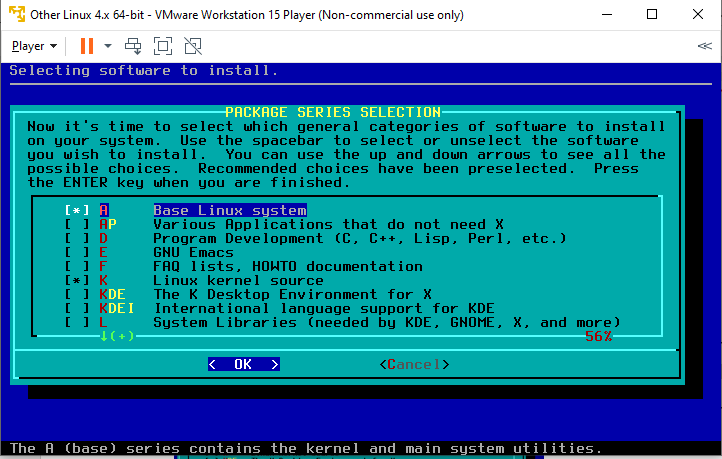 Other Linux 4.x 64-bit - VMware Workstation 15 Player (Non-commercial use only)
Player
Selecting software to install.
PACKAGE SERIES SELECTION
Now it's time to select which general categories of software to install
on your system.  Use the spacebar to select or unselect the software
you wish to install.  You can use the up and down arrows to see all the
possible choices.  Recommended choices have been preselected.  Press
the ENTER key when you are finished.
[*] A Base Linux system
[ ] AP Various Applications that do not need X
[ ] D Program Development (C, C++, Lisp, Perl, etc.)
[ ] E GNU Emacs
[ ] F FAQ lists, HOWTO documentation
[*] K Linux kernel source
[ ] KDE The K Desktop Environment for X
[ ] KDEI International language support for KDE
[ ] L System Libraries (needed by KDE, GNOME, X, and more)
↓(+) 56%
< OK > <Cancel>
The A (base) series contains the kernel and main system utilities.